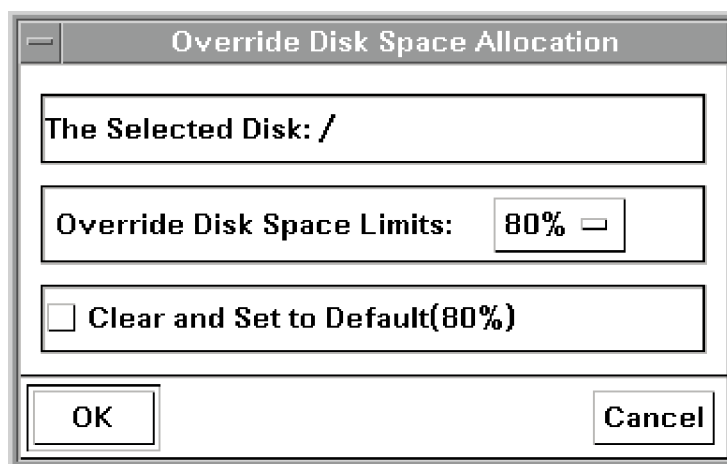 Override Disk Space Allocation
The Selected Disk: /
Override Disk Space Limits: 80%
Clear and Set to Default(80%)
OK Cancel